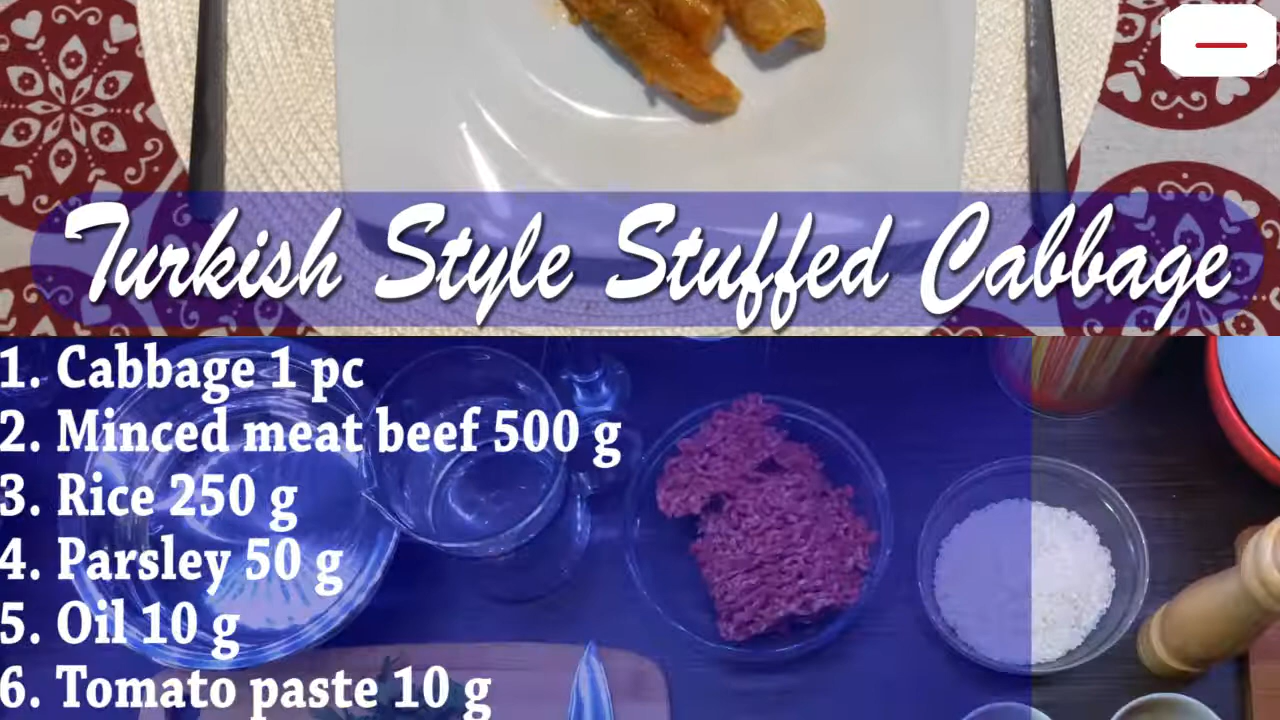 Turkish Style Stuffed Cabbage
1. Cabbage 1 pc
2. Minced meat beef 500 g
3. Rice 250 g
4. Parsley 50 g
5. Oil 10 g
6. Tomato paste 10 g